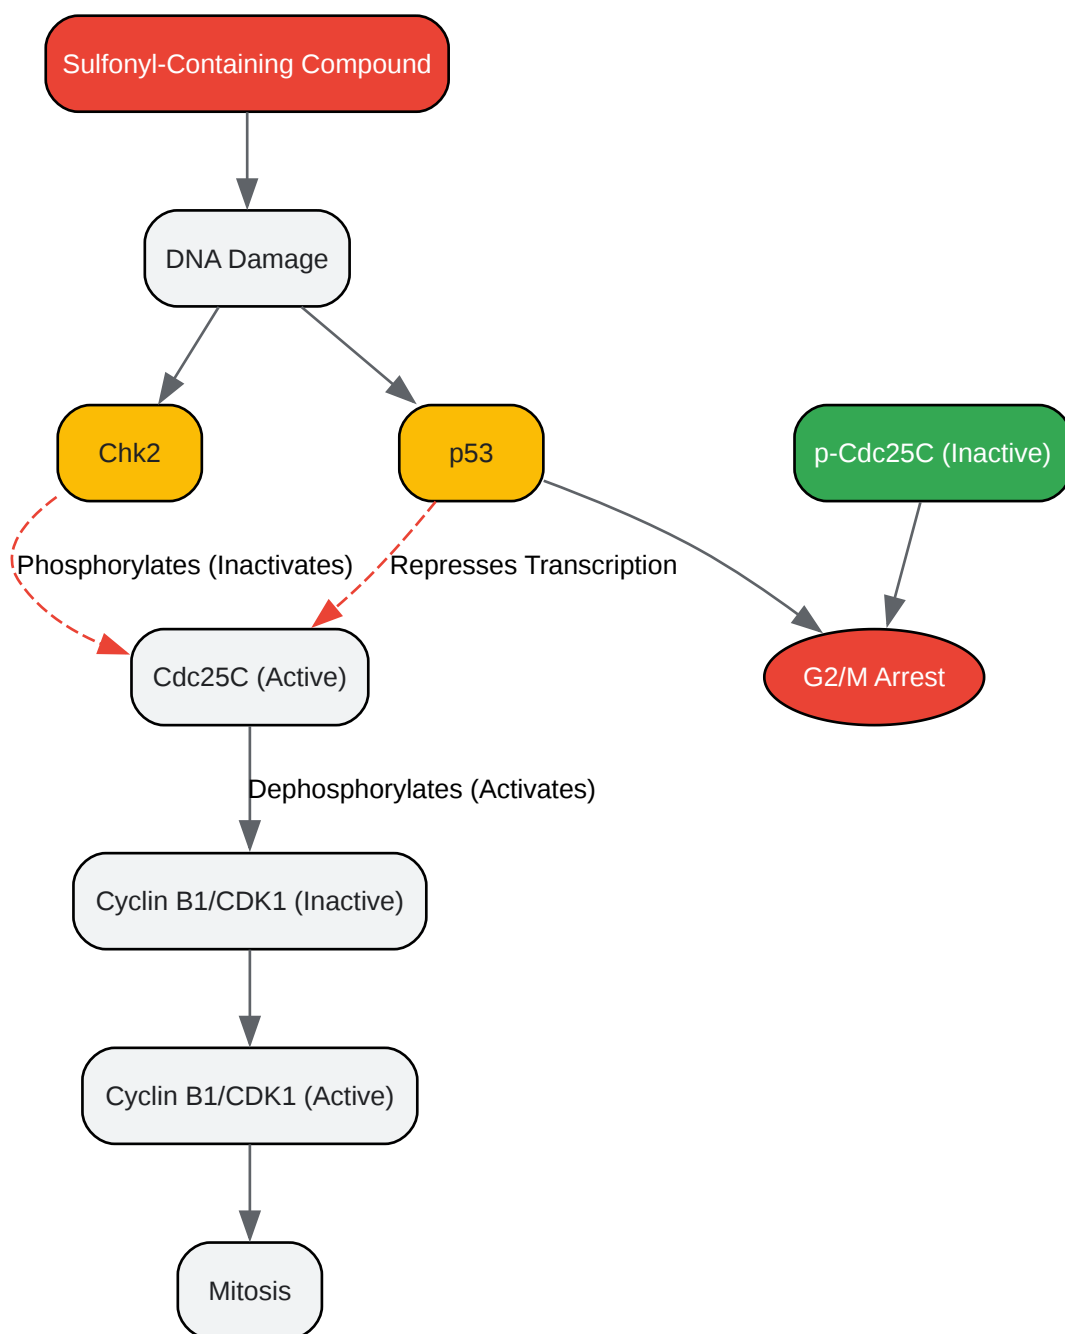 Sulfonyl-Containing Compound
DNA Damage
Chk2
p53
p-Cdc25C (Inactive)
Phosphorylates (Inactivates)
Represses Transcription
Cdc25C (Active)
G2/M Arrest
Dephosphorylates (Activates)
Cyclin B1/CDK1 (Inactive)
Cyclin B1/CDK1 (Active)
Mitosis